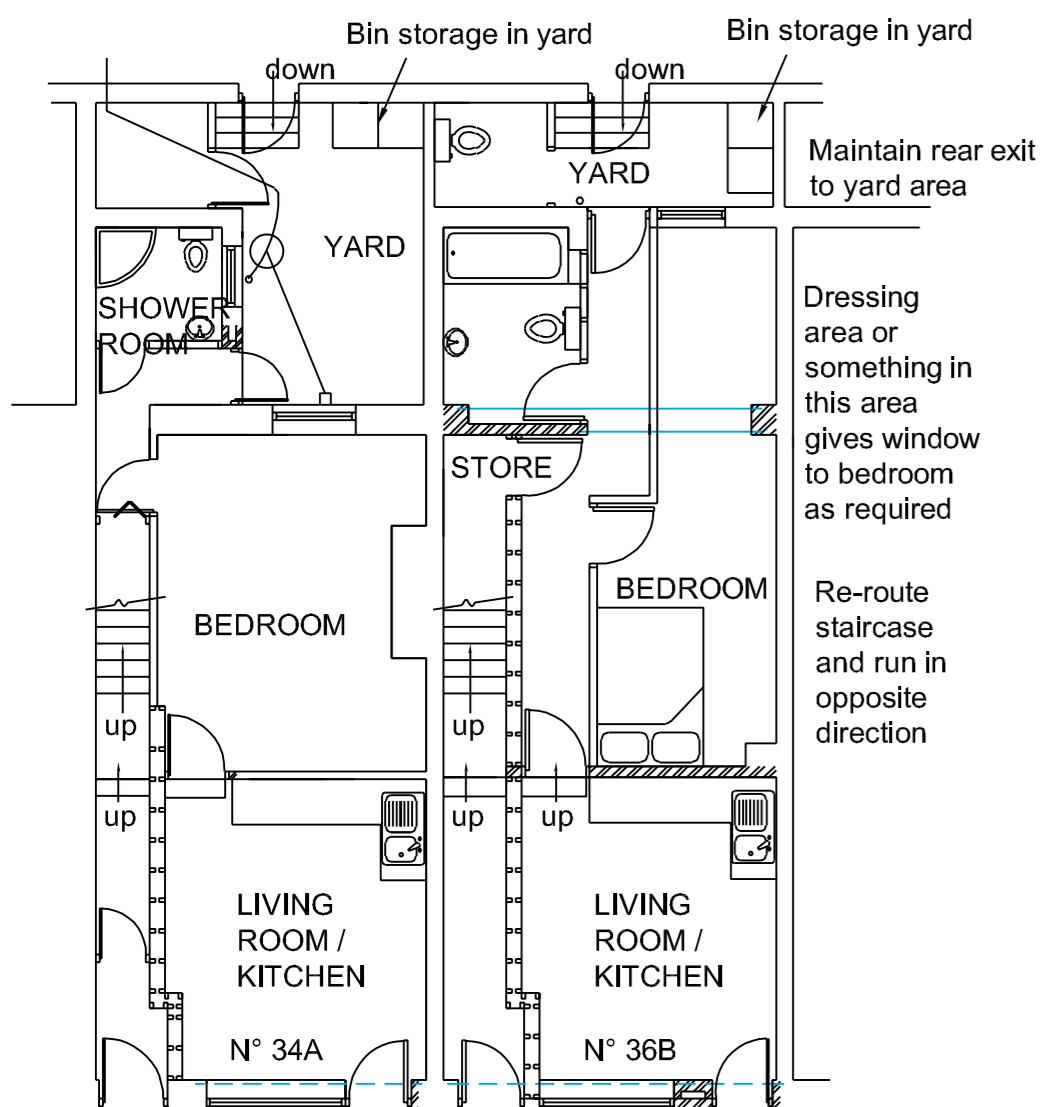 Bin storage in yard
Bin storage in yard
down
down
Maintain rear exit
to yard area
YARD
YARD
SHOWER
ROOM
Dressing
area or
something in
this area
gives window
to bedroom
as required
STORE
BEDROOM
BEDROOM
Re-route
staircase
and run in
opposite
direction
up
up
up
up
up
LIVING
ROOM /
KITCHEN
LIVING
ROOM /
KITCHEN
N° 34A
N° 36B